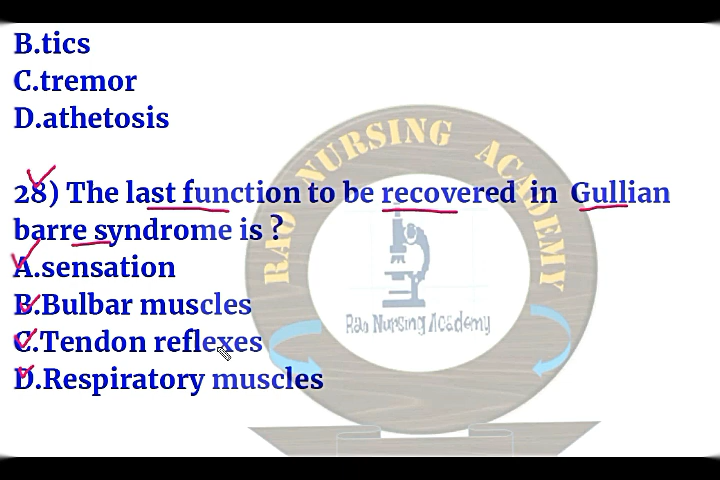 B.tics
C.tremor
D.athetosis
28) The last function to be recovered in Gullian
barre syndrome is ?
A.sensation
B.Bulbar muscles
C.Tendon reflexes
D.Respiratory muscles
RAO NURSING ACADEMY
Rao Nursing Academy